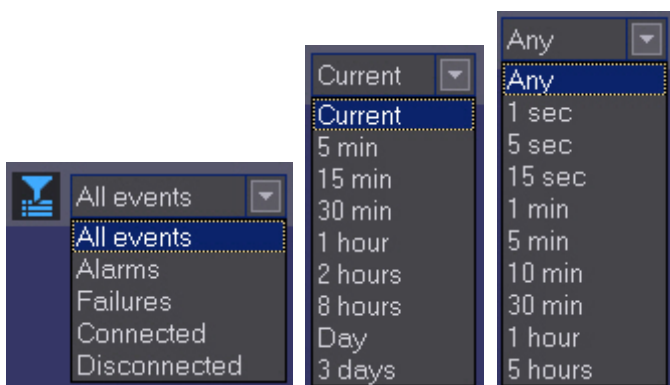 All events
All events
Alarms
Failures
Connected
Disconnected
Current
Current
5 min
15 min
30 min
1 hour
2 hours
8 hours
Day
3 days
Any
Any
1 sec
5 sec
15 sec
1 min
5 min
10 min
30 min
1 hour
5 hours